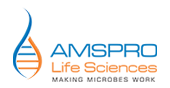 AMSPRO
Life Sciences
MAKING MICROBES WORK